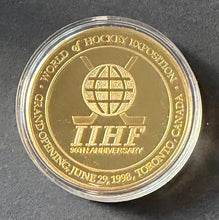 • WORLD of HOCKEY EXPOSITION •
GRAND OPENING, JUNE 29, 1998, TORONTO, CANADA
IIHF
90TH ANNIVERSARY